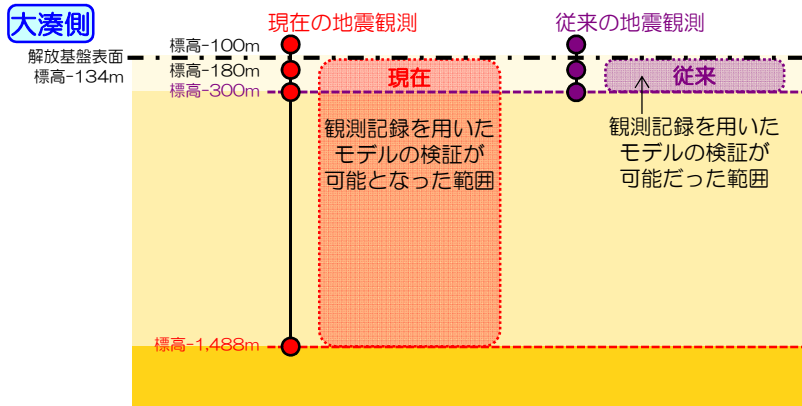 大湊側
現在の地震観測
従来の地震観測
標高-100m
解放基盤表面
標高-134m
標高-180m
標高-300m
現在
従来
観測記録を用いた
モデルの検証が
可能となった範囲
観測記録を用いた
モデルの検証が
可能だった範囲
標高-1,488m